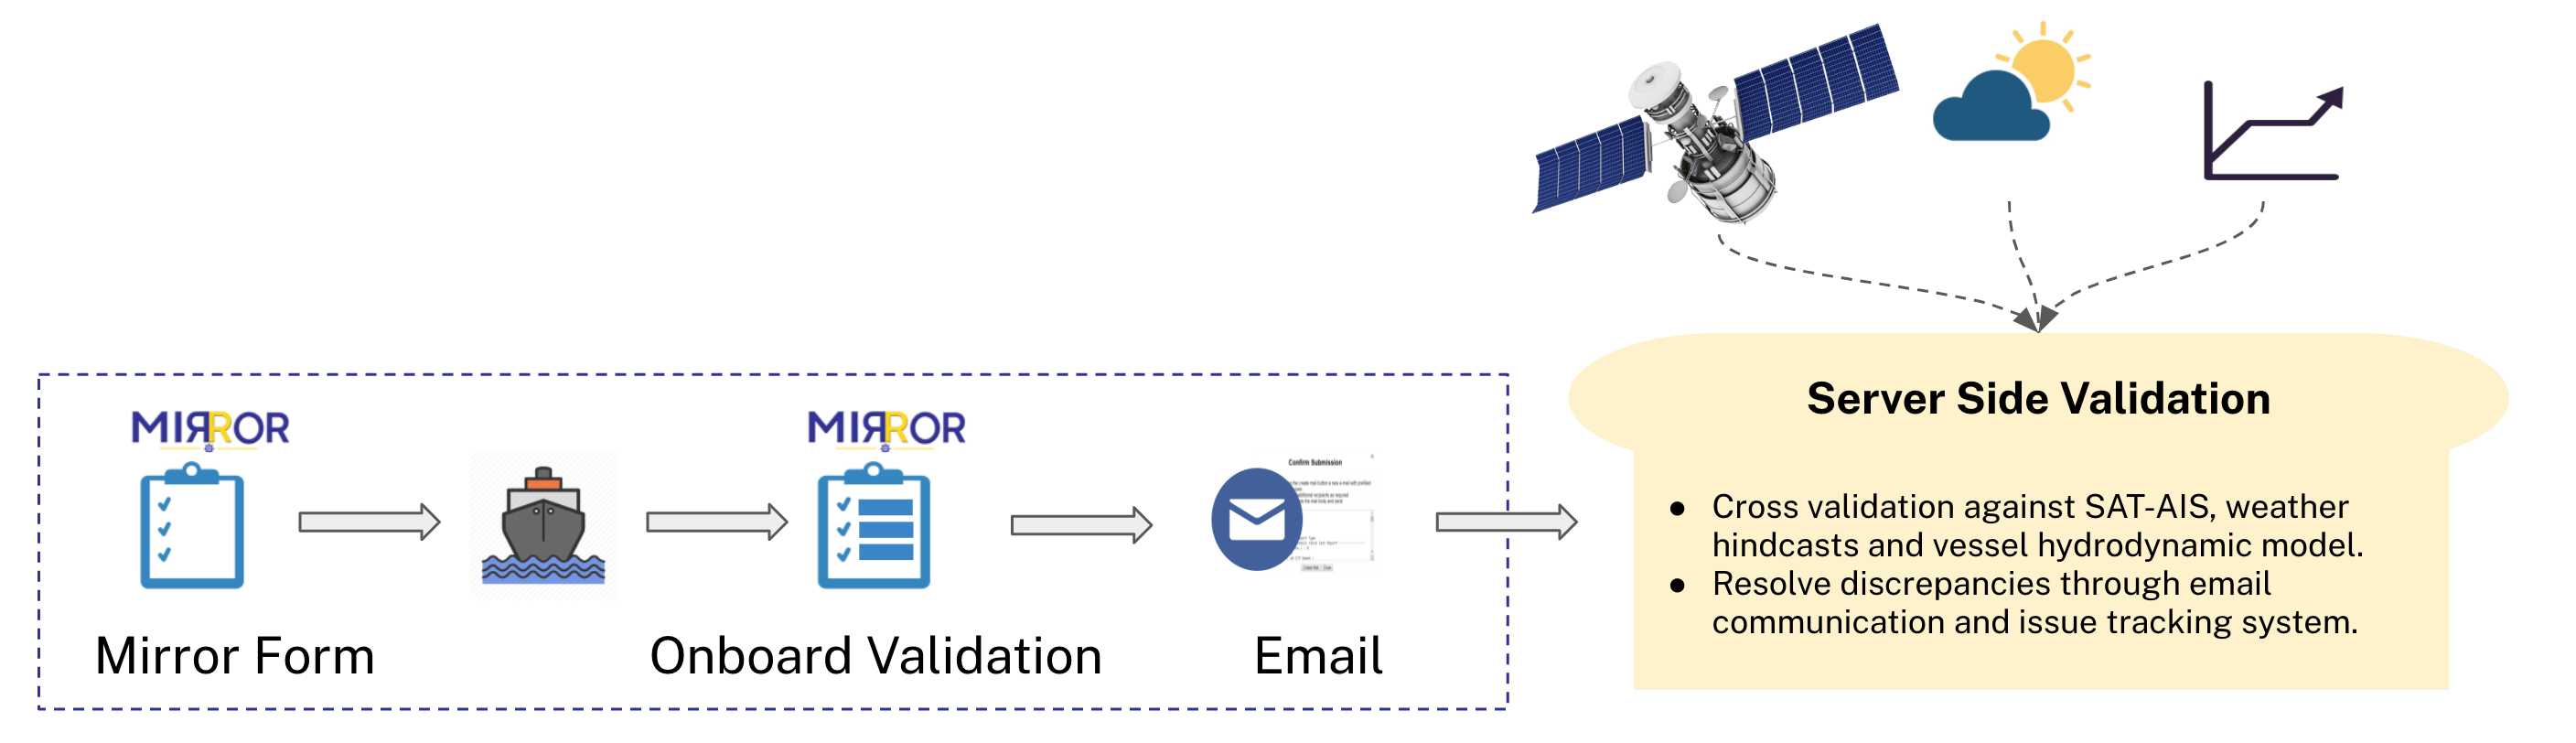 MIRROR
MIRROR
Confirm Submission
Mirror Form
Onboard Validation
Email
Server Side Validation
● Cross validation against SAT-AIS, weather
hindcasts and vessel hydrodynamic model.
● Resolve discrepancies through email
communication and issue tracking system.